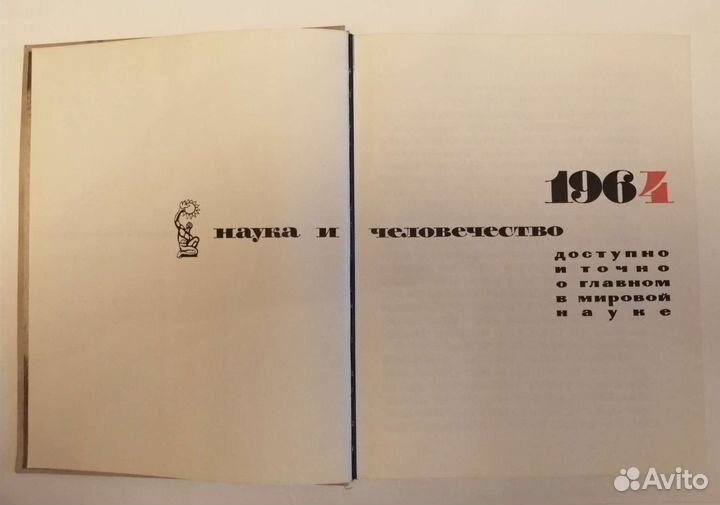 1964
наука и человечество
доступно
и точно
о главном
в мировой
науке
Avito